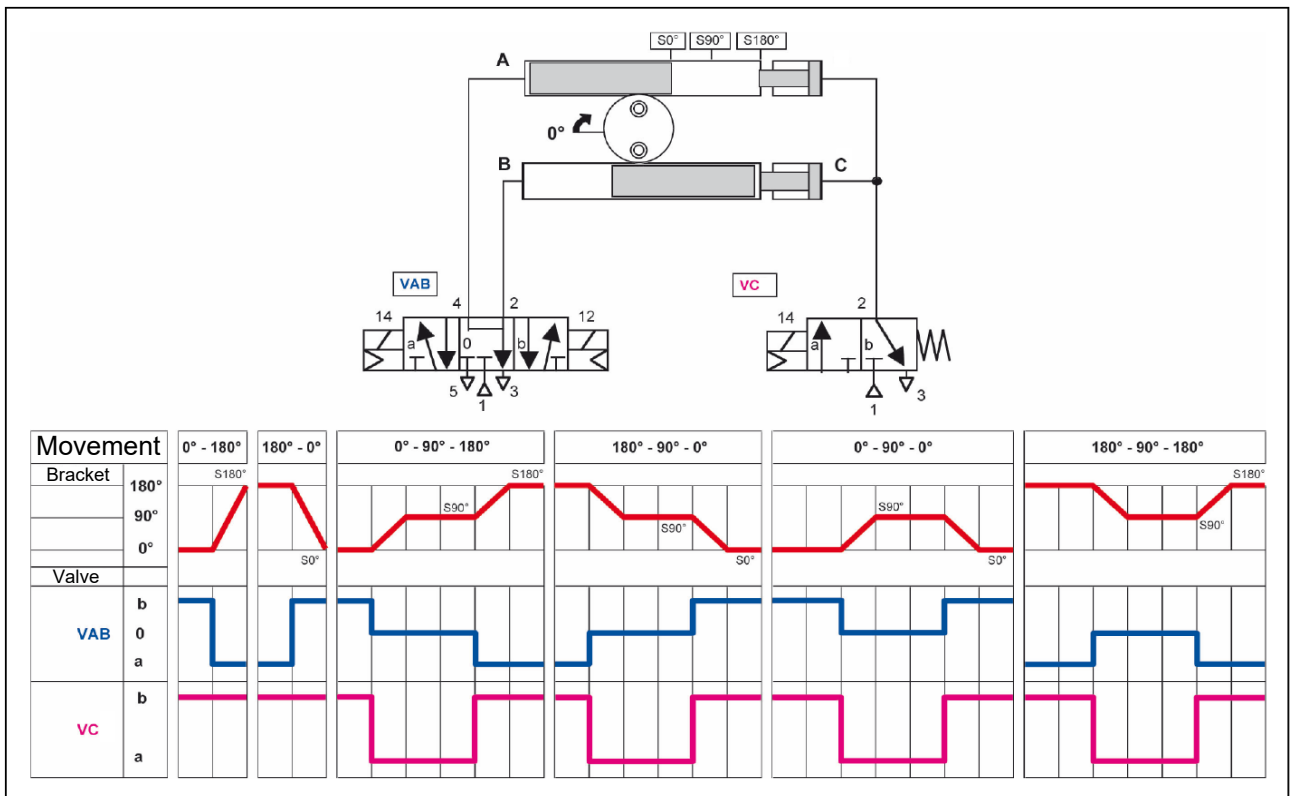 S0° S90° S180°
A
0°
B C
VAB VC
4 2 2
14 12 14
a 0 b a b
5 1 3 1 3
Movement 0° - 180° 180° - 0° 0° - 90° - 180° 180° - 90° - 0° 0° - 90° - 0° 180° - 90° - 180°
Bracket S180° S180° S180°
180°
90° S90° S90° S90° S90°
0° S0° S0° S0°
Valve
b
VAB 0
a
b
VC
a